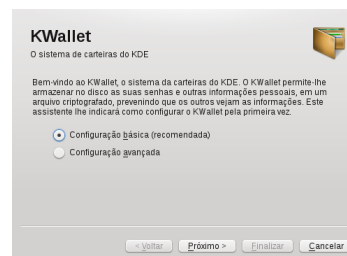 KWallet
O sistema de carteiras do KDE
Bem-vindo ao KWallet, o sistema da carteiras do KDE. O KWallet permite-lhe
armazenar no disco as suas senhas e outras informações pessoais, em um
arquivo criptografado, prevenindo que os outros vejam as informações. Este
assistente lhe indicará como configurar o KWallet pela primeira vez.
Configuração básica (recomendada)
Configuração avançada
< Voltar
Próximo >
Finalizar
Cancelar